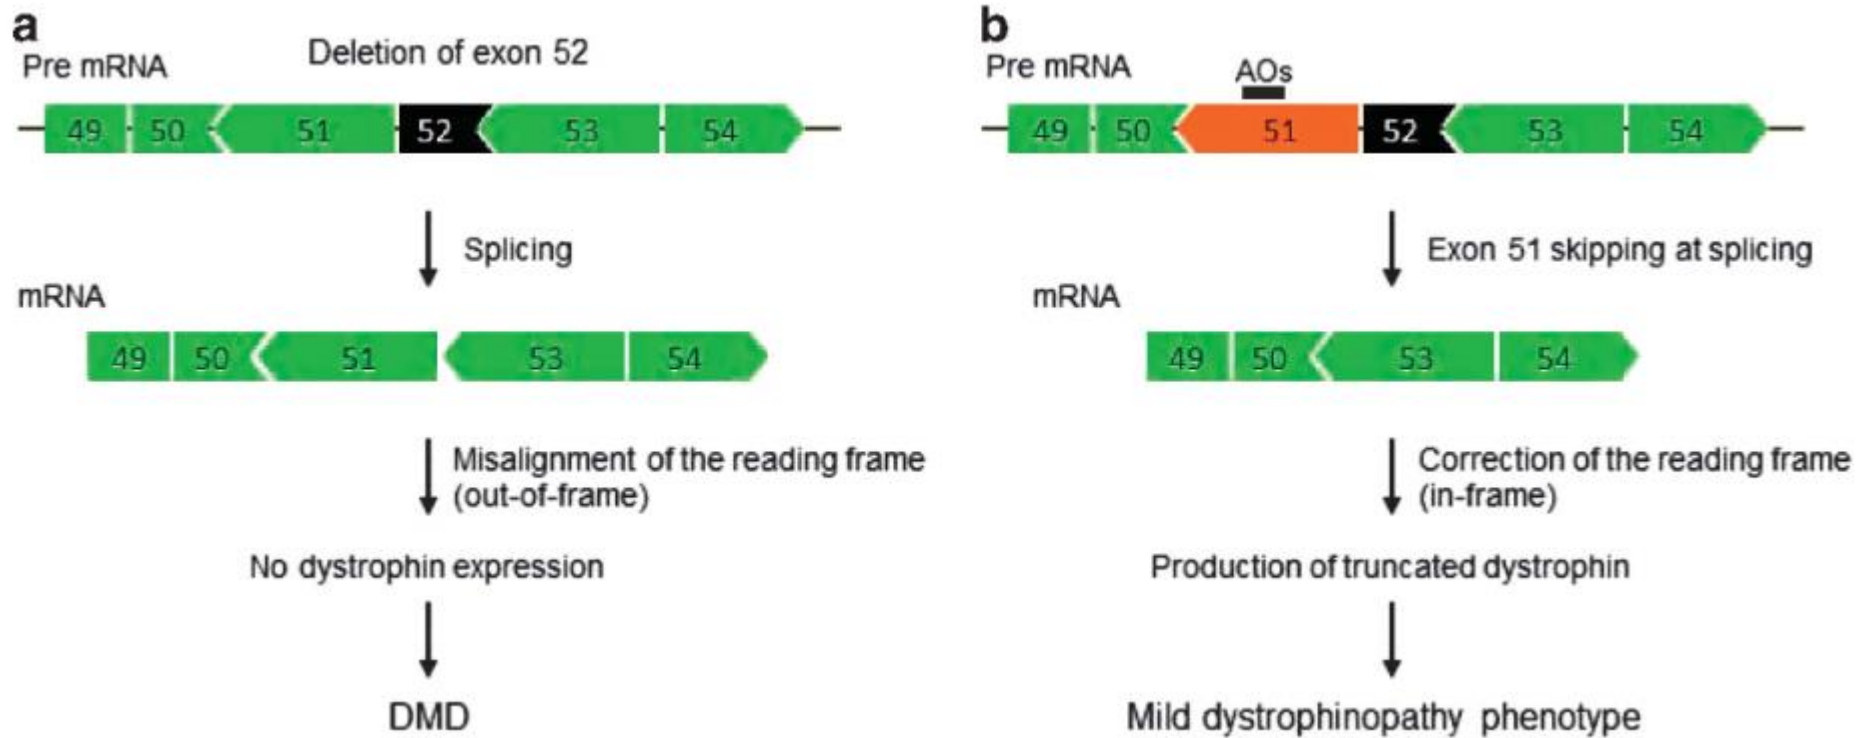 a
Deletion of exon 52
Pre mRNA
49 50 51 52 53 54
Splicing
mRNA
49 50 51 53 54
Misalignment of the reading frame
(out-of-frame)
No dystrophin expression
DMD
b
Pre mRNA
AOs
49 50 51 52 53 54
Exon 51 skipping at splicing
mRNA
49 50 53 54
Correction of the reading frame
(in-frame)
Production of truncated dystrophin
Mild dystrophinopathy phenotype